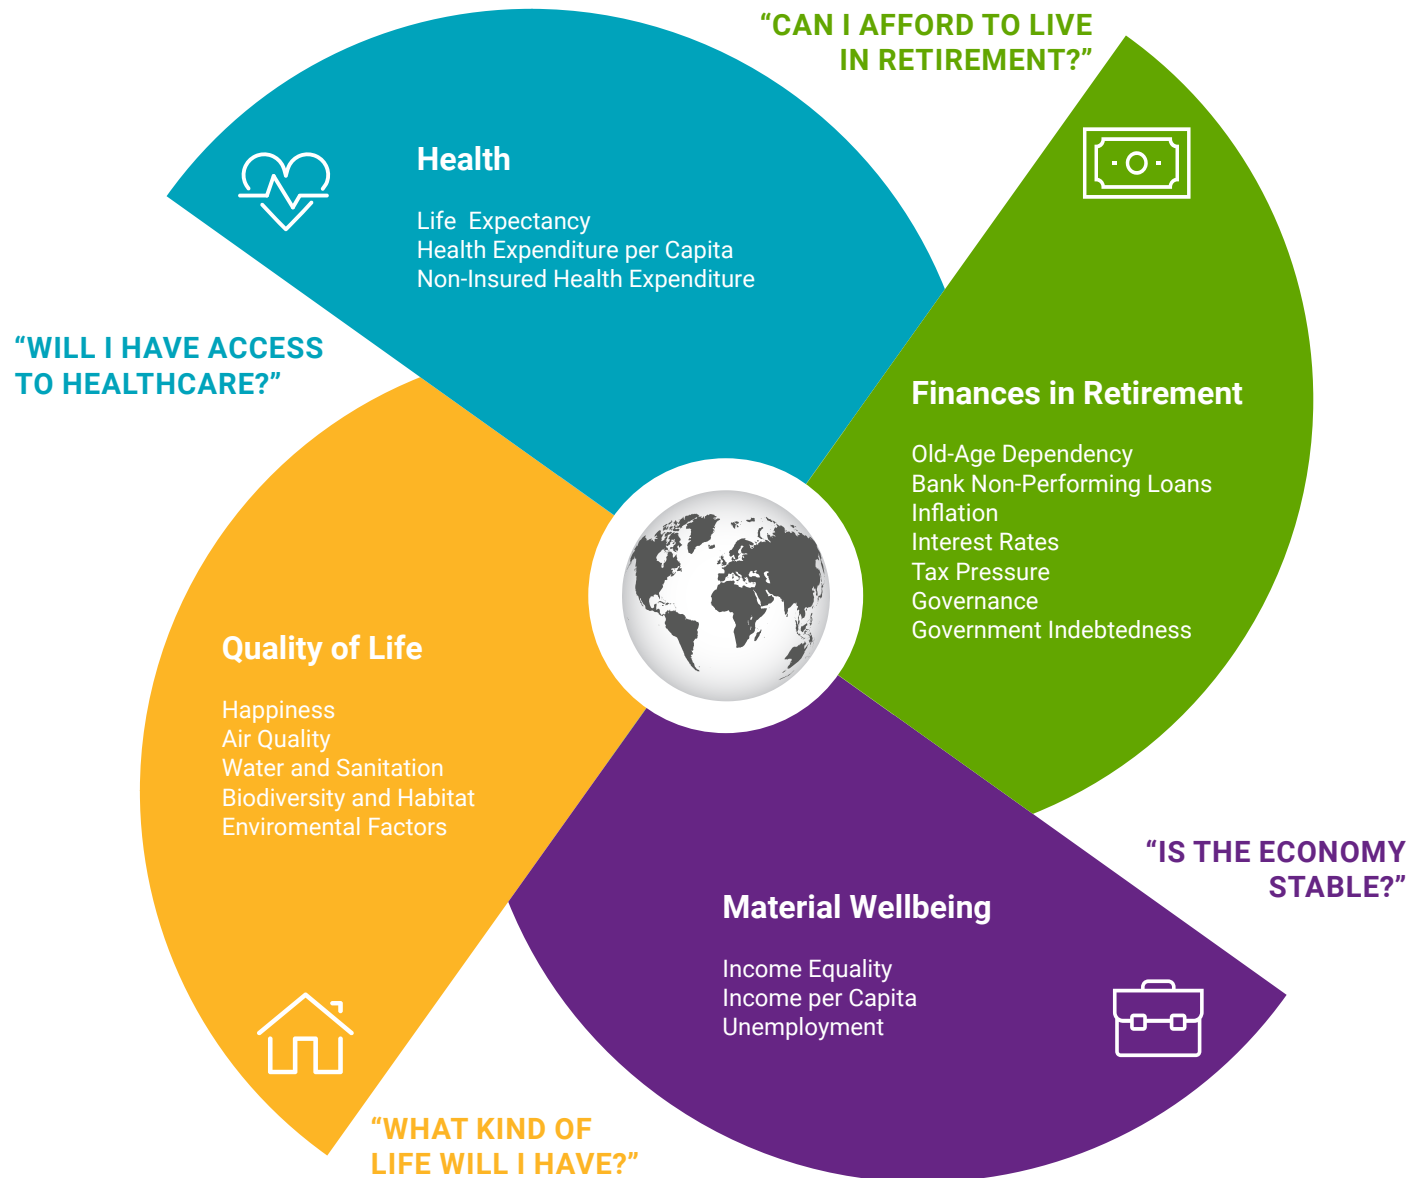 “CAN I AFFORD TO LIVE
IN RETIREMENT?”
Health
Life Expectancy
Health Expenditure per Capita
Non-Insured Health Expenditure
“WILL I HAVE ACCESS
TO HEALTHCARE?”
Finances in Retirement
Old-Age Dependency
Bank Non-Performing Loans
Inflation
Interest Rates
Tax Pressure
Governance
Government Indebtedness
Quality of Life
Happiness
Air Quality
Water and Sanitation
Biodiversity and Habitat
Enviromental Factors
“IS THE ECONOMY
STABLE?”
Material Wellbeing
Income Equality
Income per Capita
Unemployment
“WHAT KIND OF
LIFE WILL I HAVE?”